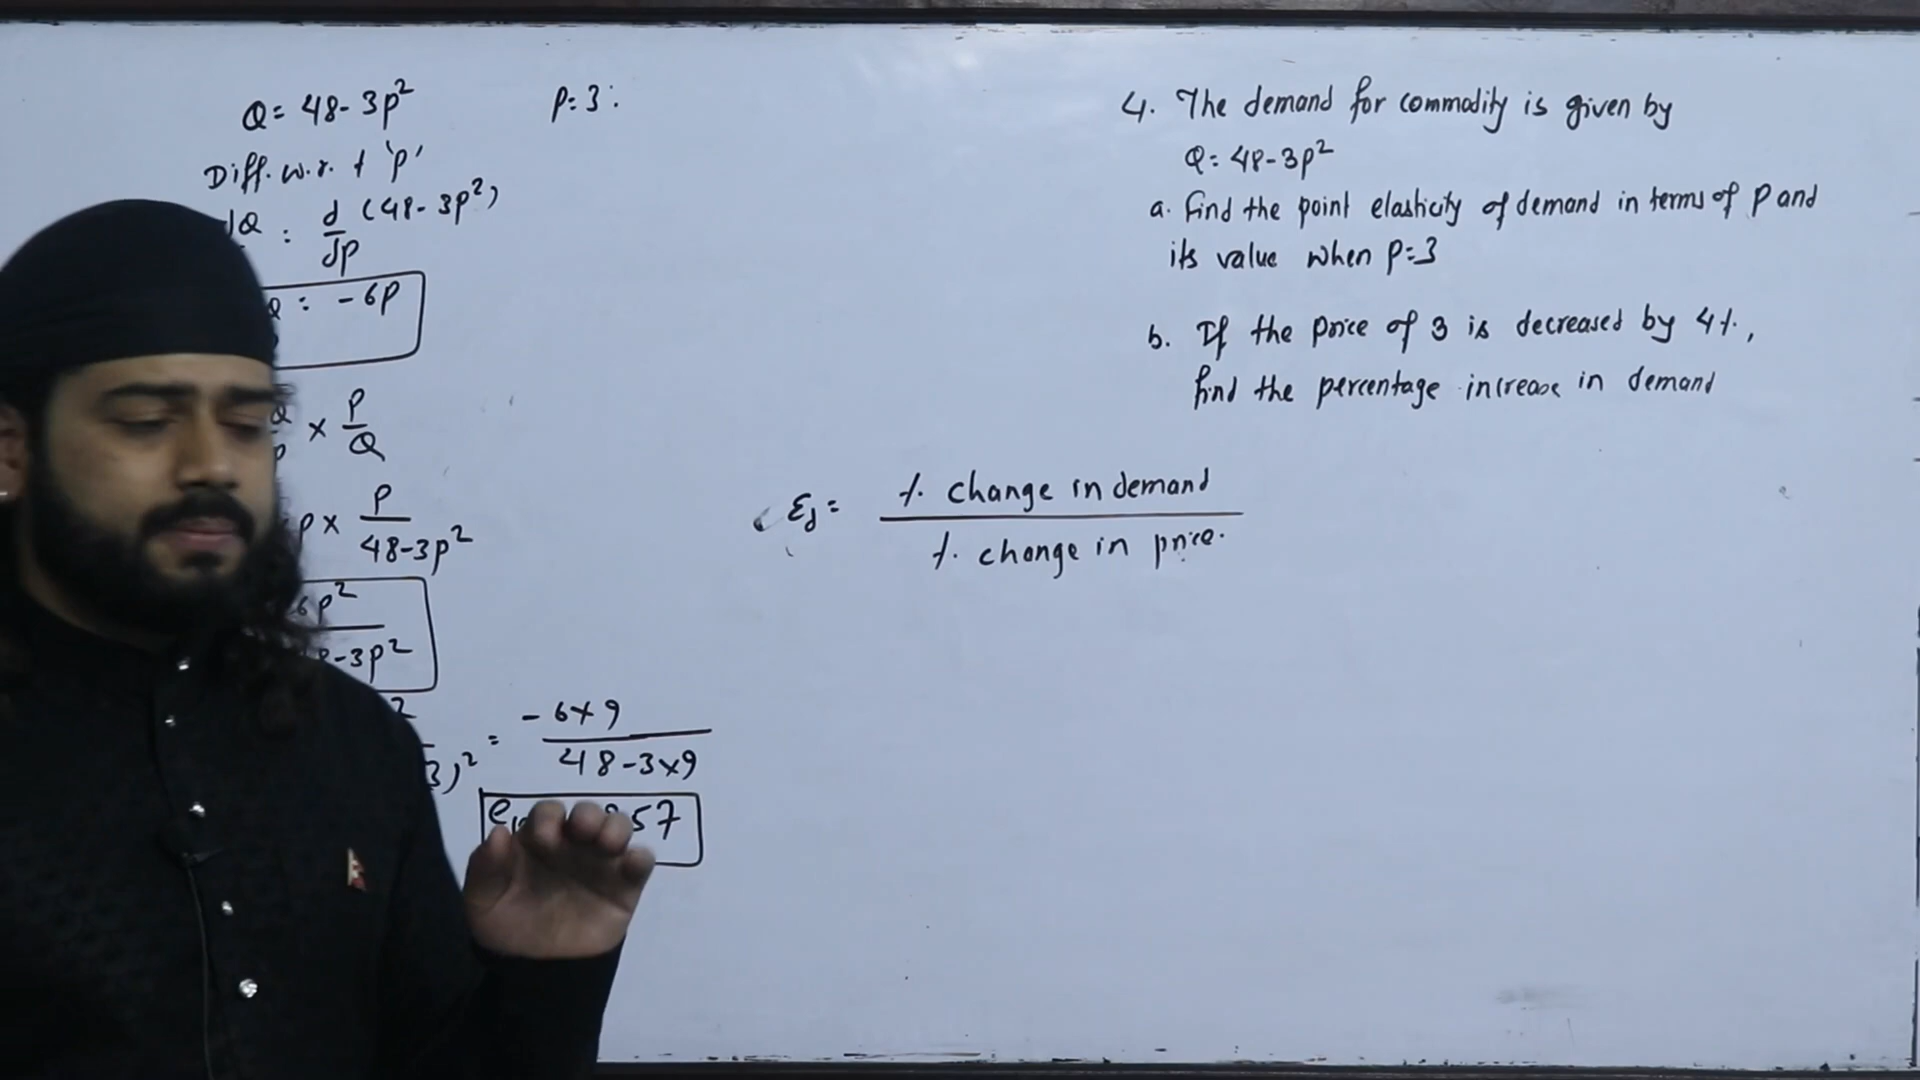 Q = 48 - 3p² P = 3 :
Diff. w.r. t 'p'
dQ : d/dp (48 - 3p²)
Q : - 6p
× P/Q
p × P/48-3p²
6p²
-3p²
3)² = - 6×9/48-3×9
57
4. The demand for commodity is given by
Q = 48 - 3p²
a. find the point elasticity of demand in terms of P and
its value when p = 3
b. If the price of 3 is decreased by 4%,
find the percentage increase in demand
Ed = % change in demand
% change in price.